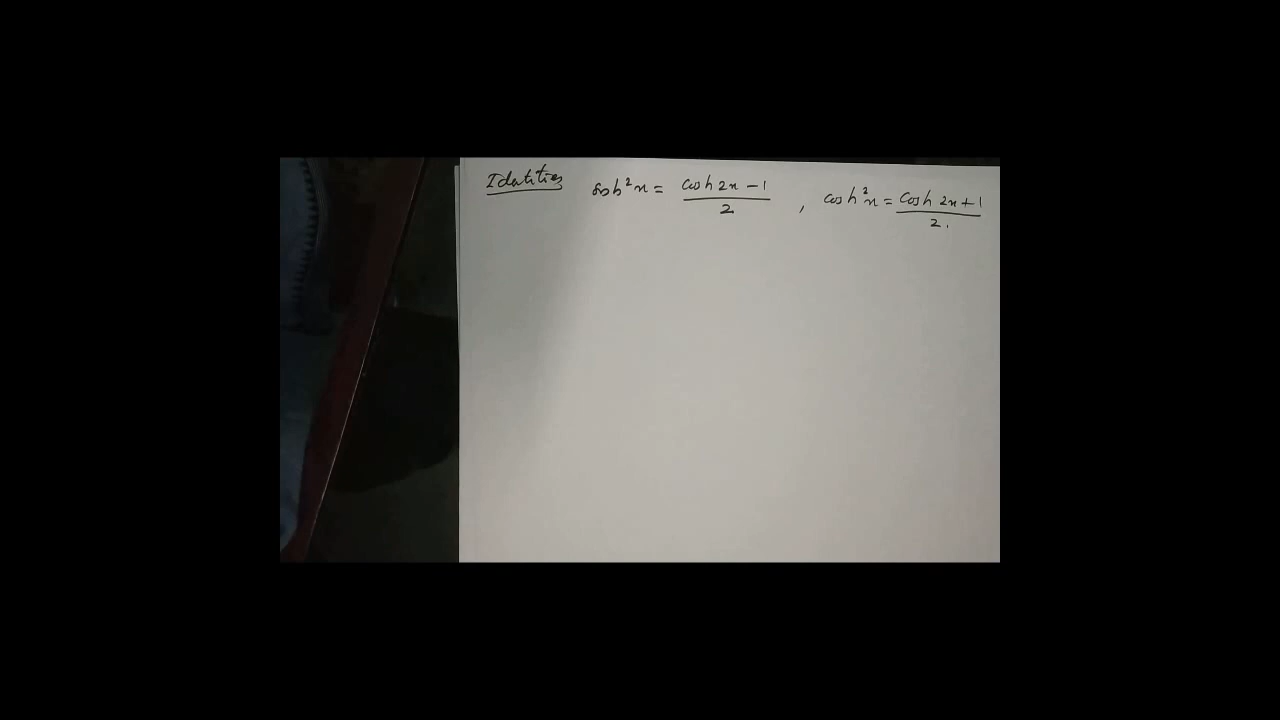 Identities sinh²x = (cosh 2x - 1)/2 , cosh²x = (cosh 2x + 1)/2.